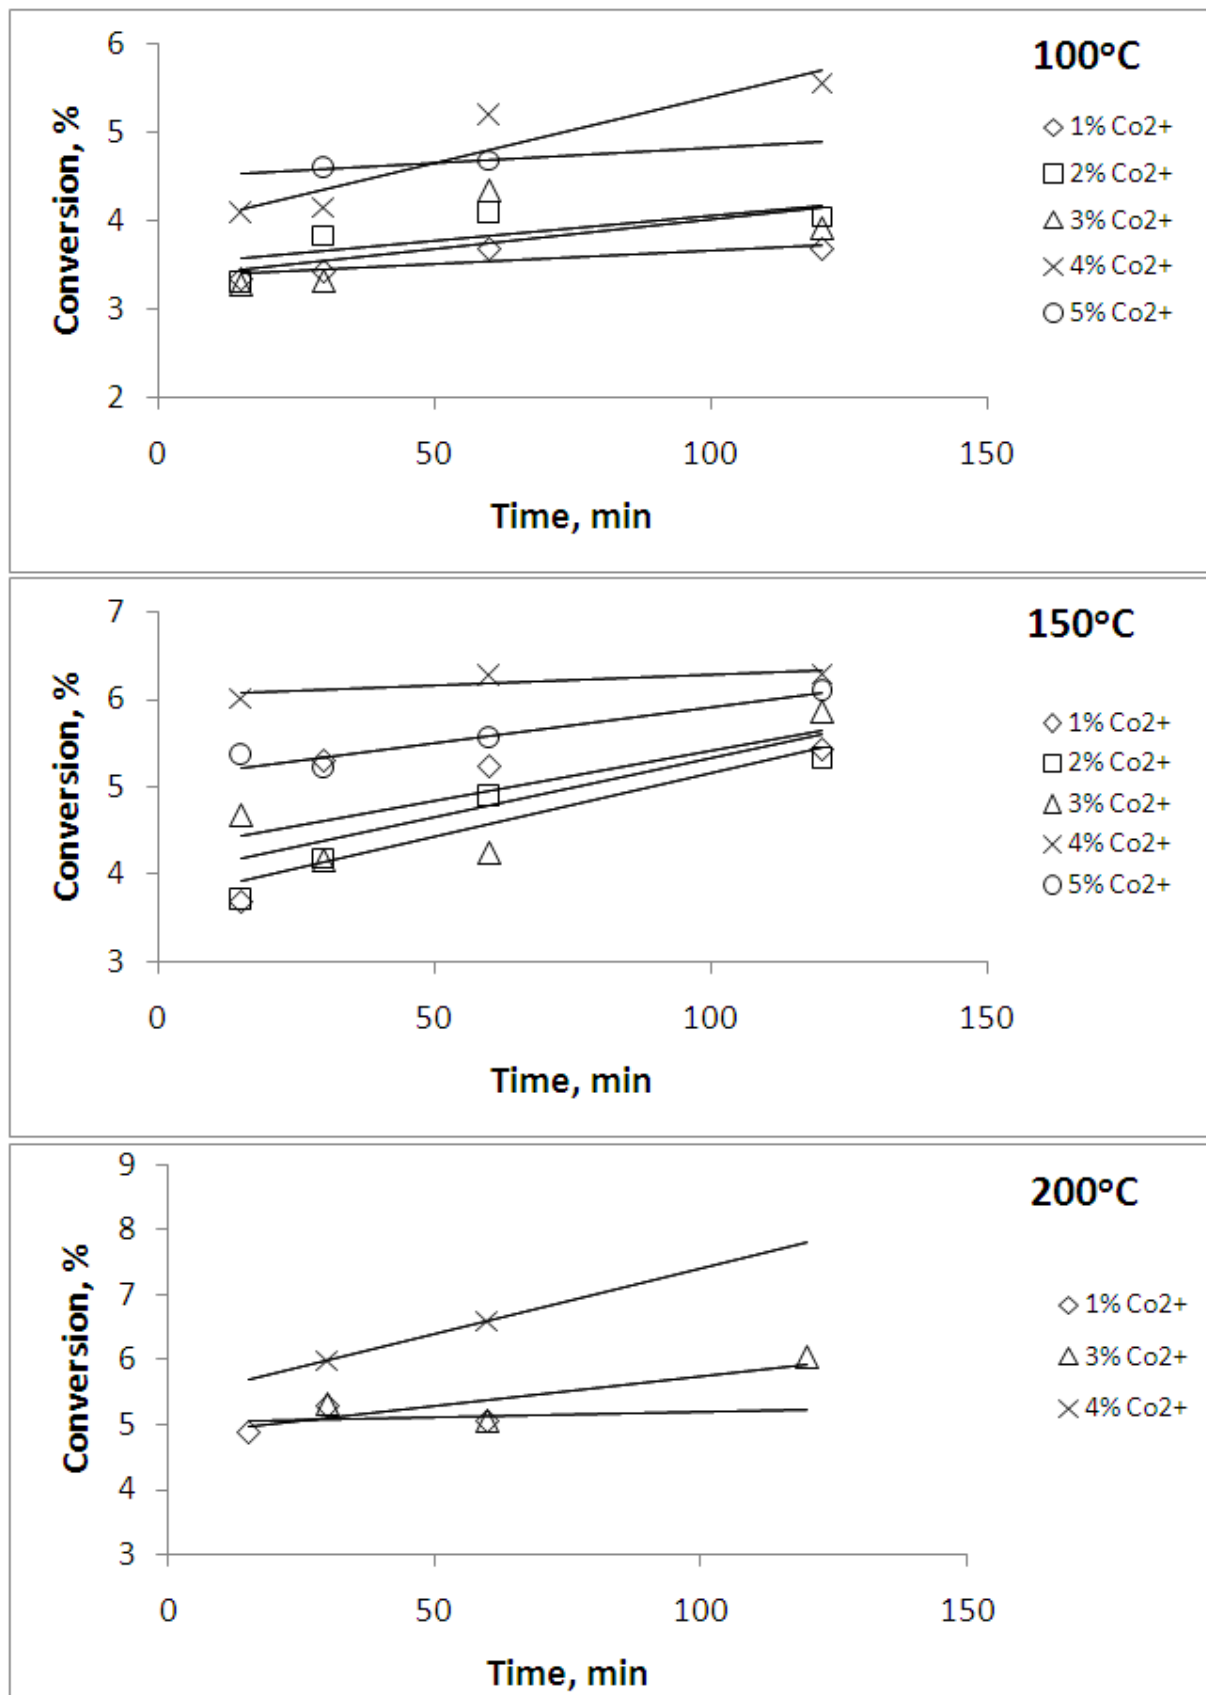 100°C
Conversion, %
6
5
4
3
2
0
50
100
150
Time, min
1% Co2+
2% Co2+
3% Co2+
4% Co2+
5% Co2+
150°C
Conversion, %
7
6
5
4
3
0
50
100
150
Time, min
1% Co2+
2% Co2+
3% Co2+
4% Co2+
5% Co2+
200°C
Conversion, %
9
8
7
6
5
4
3
0
50
100
150
Time, min
1% Co2+
3% Co2+
4% Co2+